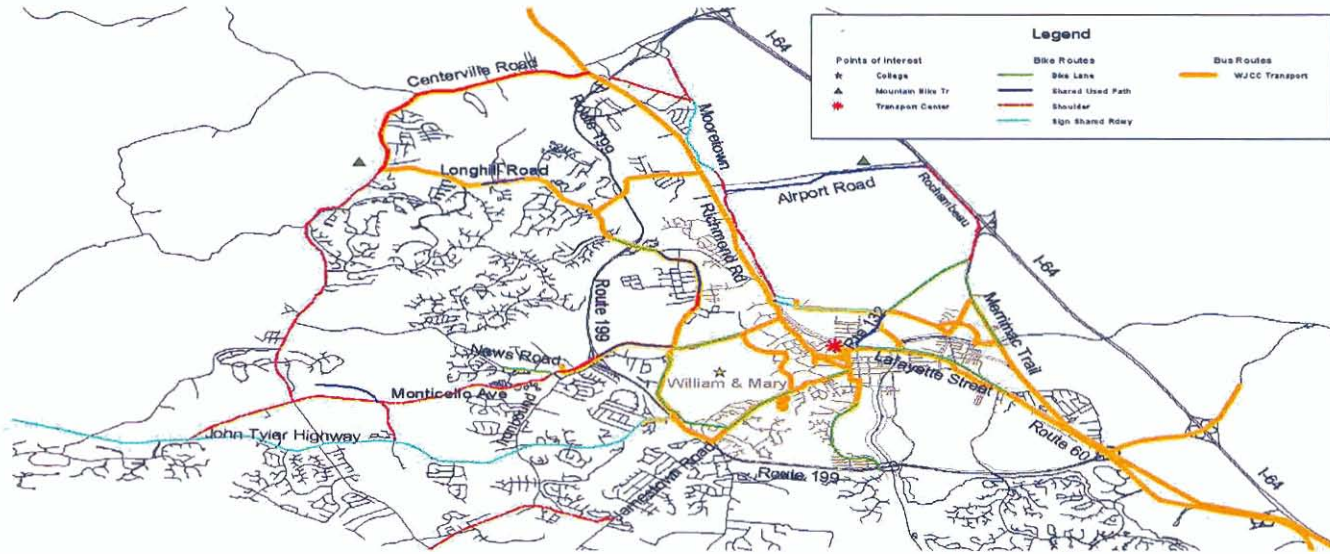 Legend
Points of Interest
College
Mountain Bike Tr
Transport Center
Bike Routes
Bike Lane
Shared Used Path
Shoulder
Sign Shared Rdwy
Bus Routes
WJCC Transport
I-64
Centerville Road
Route 199
Mooretown
Longhill Road
Airport Road
Rochambeau
I-64
Richmond Rd
Route 199
Rte 132
Merrimac Trail
News Road
Lafayette Street
William & Mary
Monticello Ave
John Tyler Highway
Route 60
Jamestown Road
Route 199
I-64